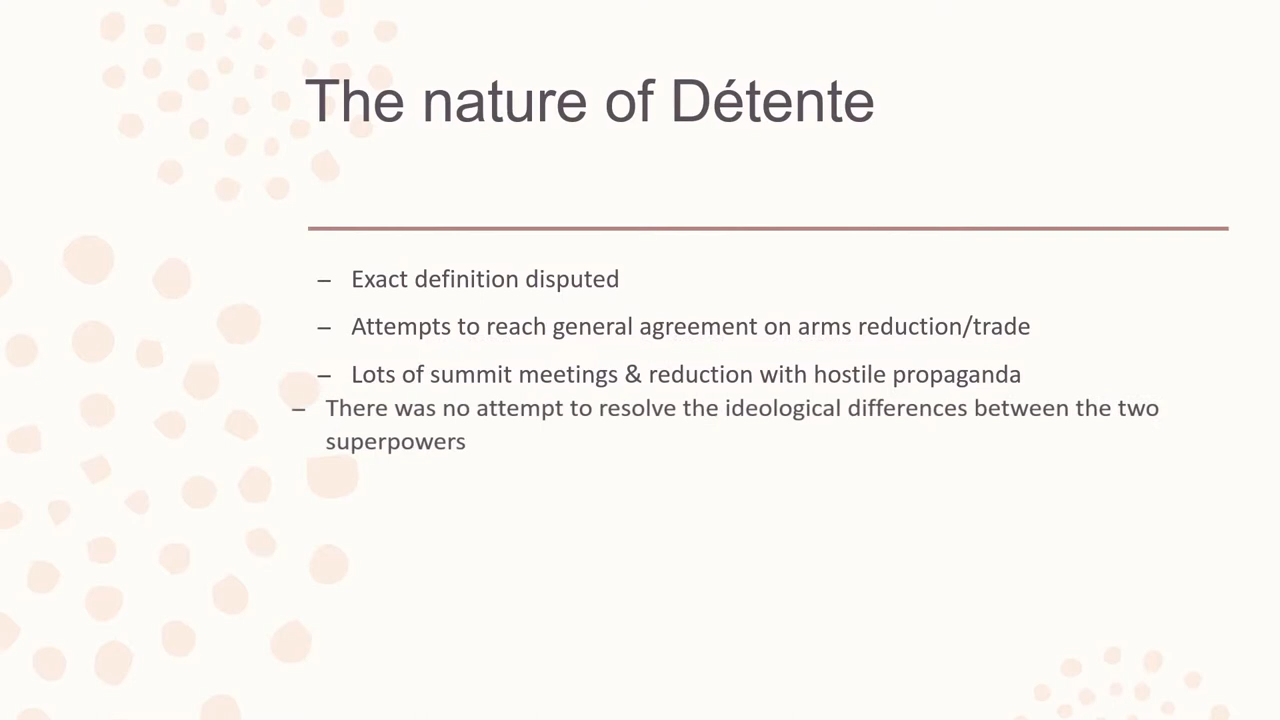 The nature of Détente
– Exact definition disputed
– Attempts to reach general agreement on arms reduction/trade
– Lots of summit meetings & reduction with hostile propaganda
– There was no attempt to resolve the ideological differences between the two
superpowers